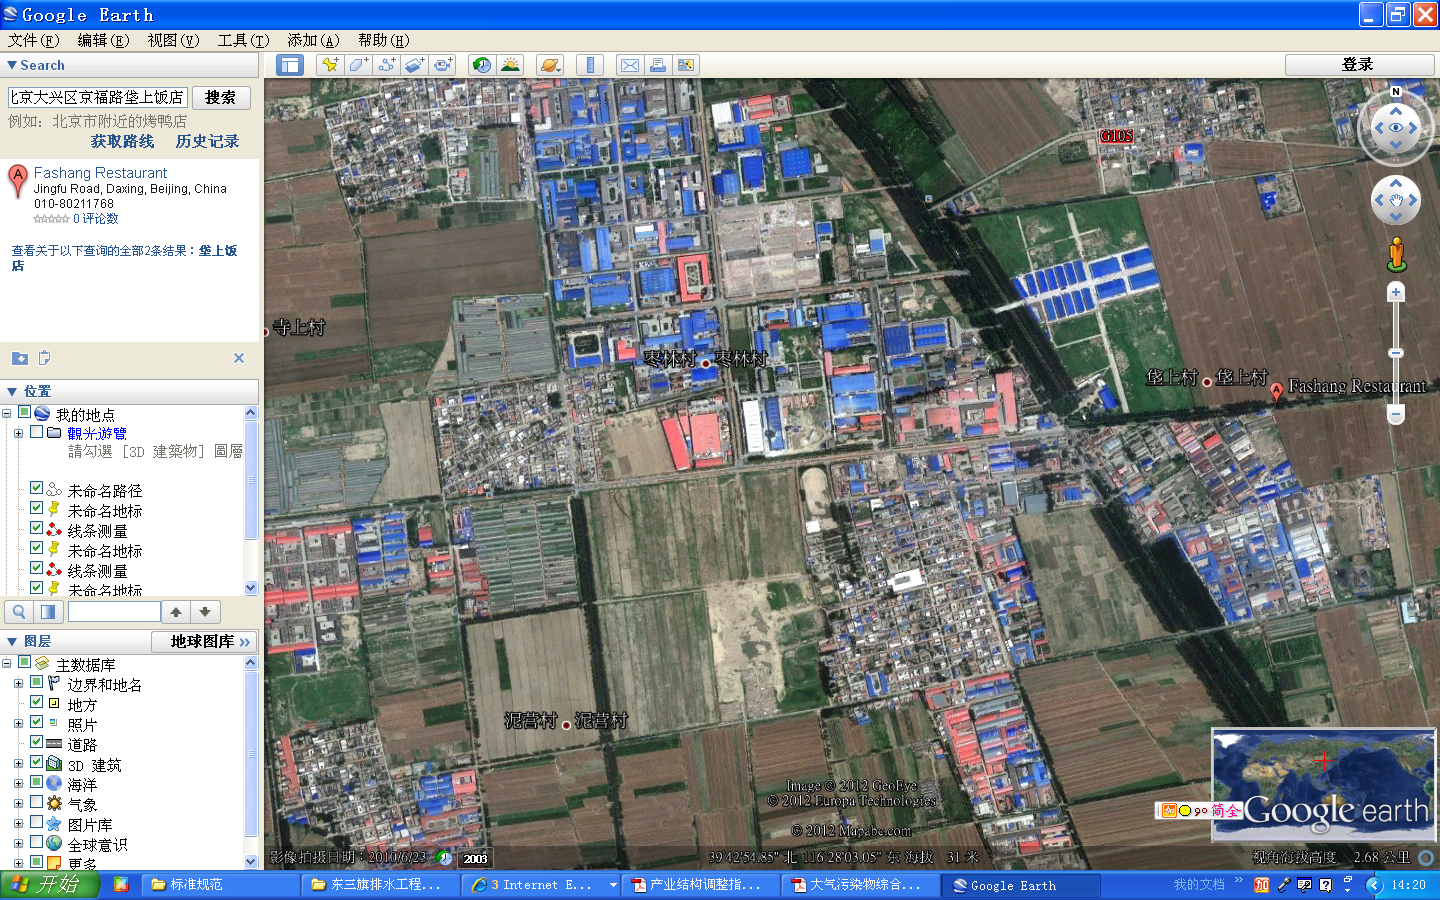 Google Earth
文件(F) 编辑(E) 视图(V) 工具(T) 添加(A) 帮助(H)
Search
北京大兴区京福路垡上饭店 搜索
例如：北京市附近的烤鸭店
获取路线 历史记录
A Fashang Restaurant
Jingfu Road, Daxing, Beijing, China
010-80211768
0 评论数
查看关于以下查询的全部2条结果：垡上饭
店
位置
我的地点
觀光遊覽
請勾選 [3D 建築物] 圖層
未命名路径
未命名地标
线条测量
未命名地标
线条测量
未命名地标
图层 地球图库 »
主数据库
边界和地名
地方
照片
道路
3D 建筑
海洋
气象
图片库
全球意识
更多
登录
N
G105
寺上村
枣林村 枣林村
垡上村 垡上村
A Fashang Restaurant
泥营村 泥营村
Image © 2012 GeoEye
© 2012 Europa Technologies
© 2012 Mapabc.com
Google earth
简全
影像拍摄日期：2010/6/23 2003
39°42'54.85" 北 116°28'03.05" 东 海拔 31 米
视角海拔高度 2.68 公里
开始
标准规范
东三旗排水工程...
3 Internet E...
产业结构调整指...
大气污染物综合...
Google Earth
我的文档 »
14:20